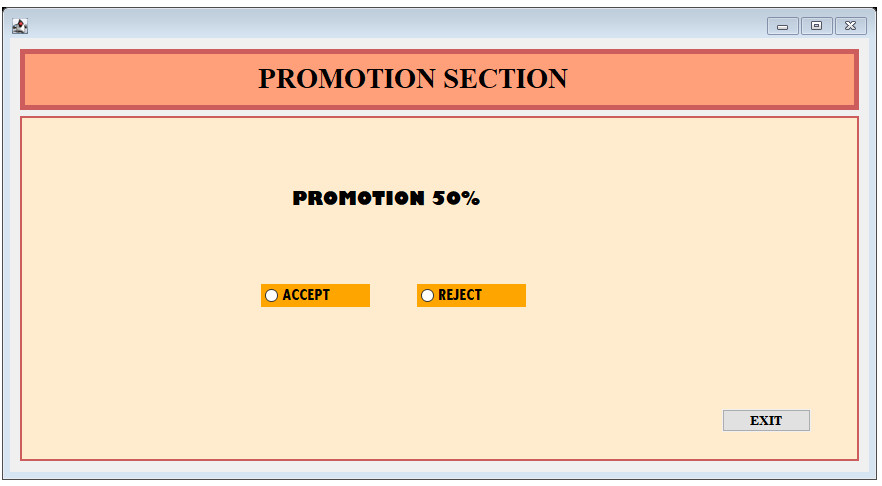 PROMOTION SECTION
PROMOTION 50%
ACCEPT
REJECT
EXIT